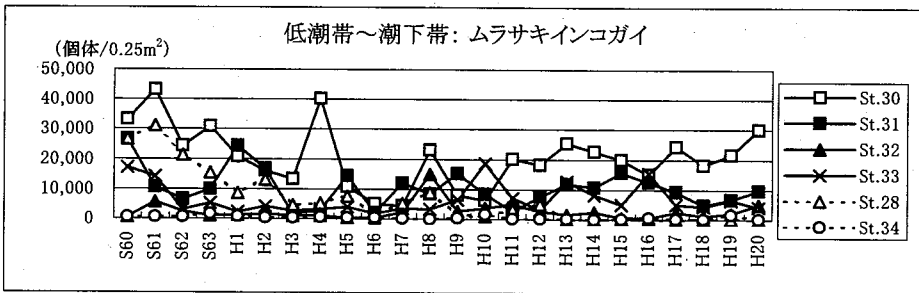 低潮帯～潮下帯: ムラサキインコガイ
(個体/0.25m²)
50,000
40,000
30,000
20,000
10,000
0
S60 S61 S62 S63 H1 H2 H3 H4 H5 H6 H7 H8 H9 H10 H11 H12 H13 H14 H15 H16 H17 H18 H19 H20
St.30
St.31
St.32
St.33
St.28
St.34